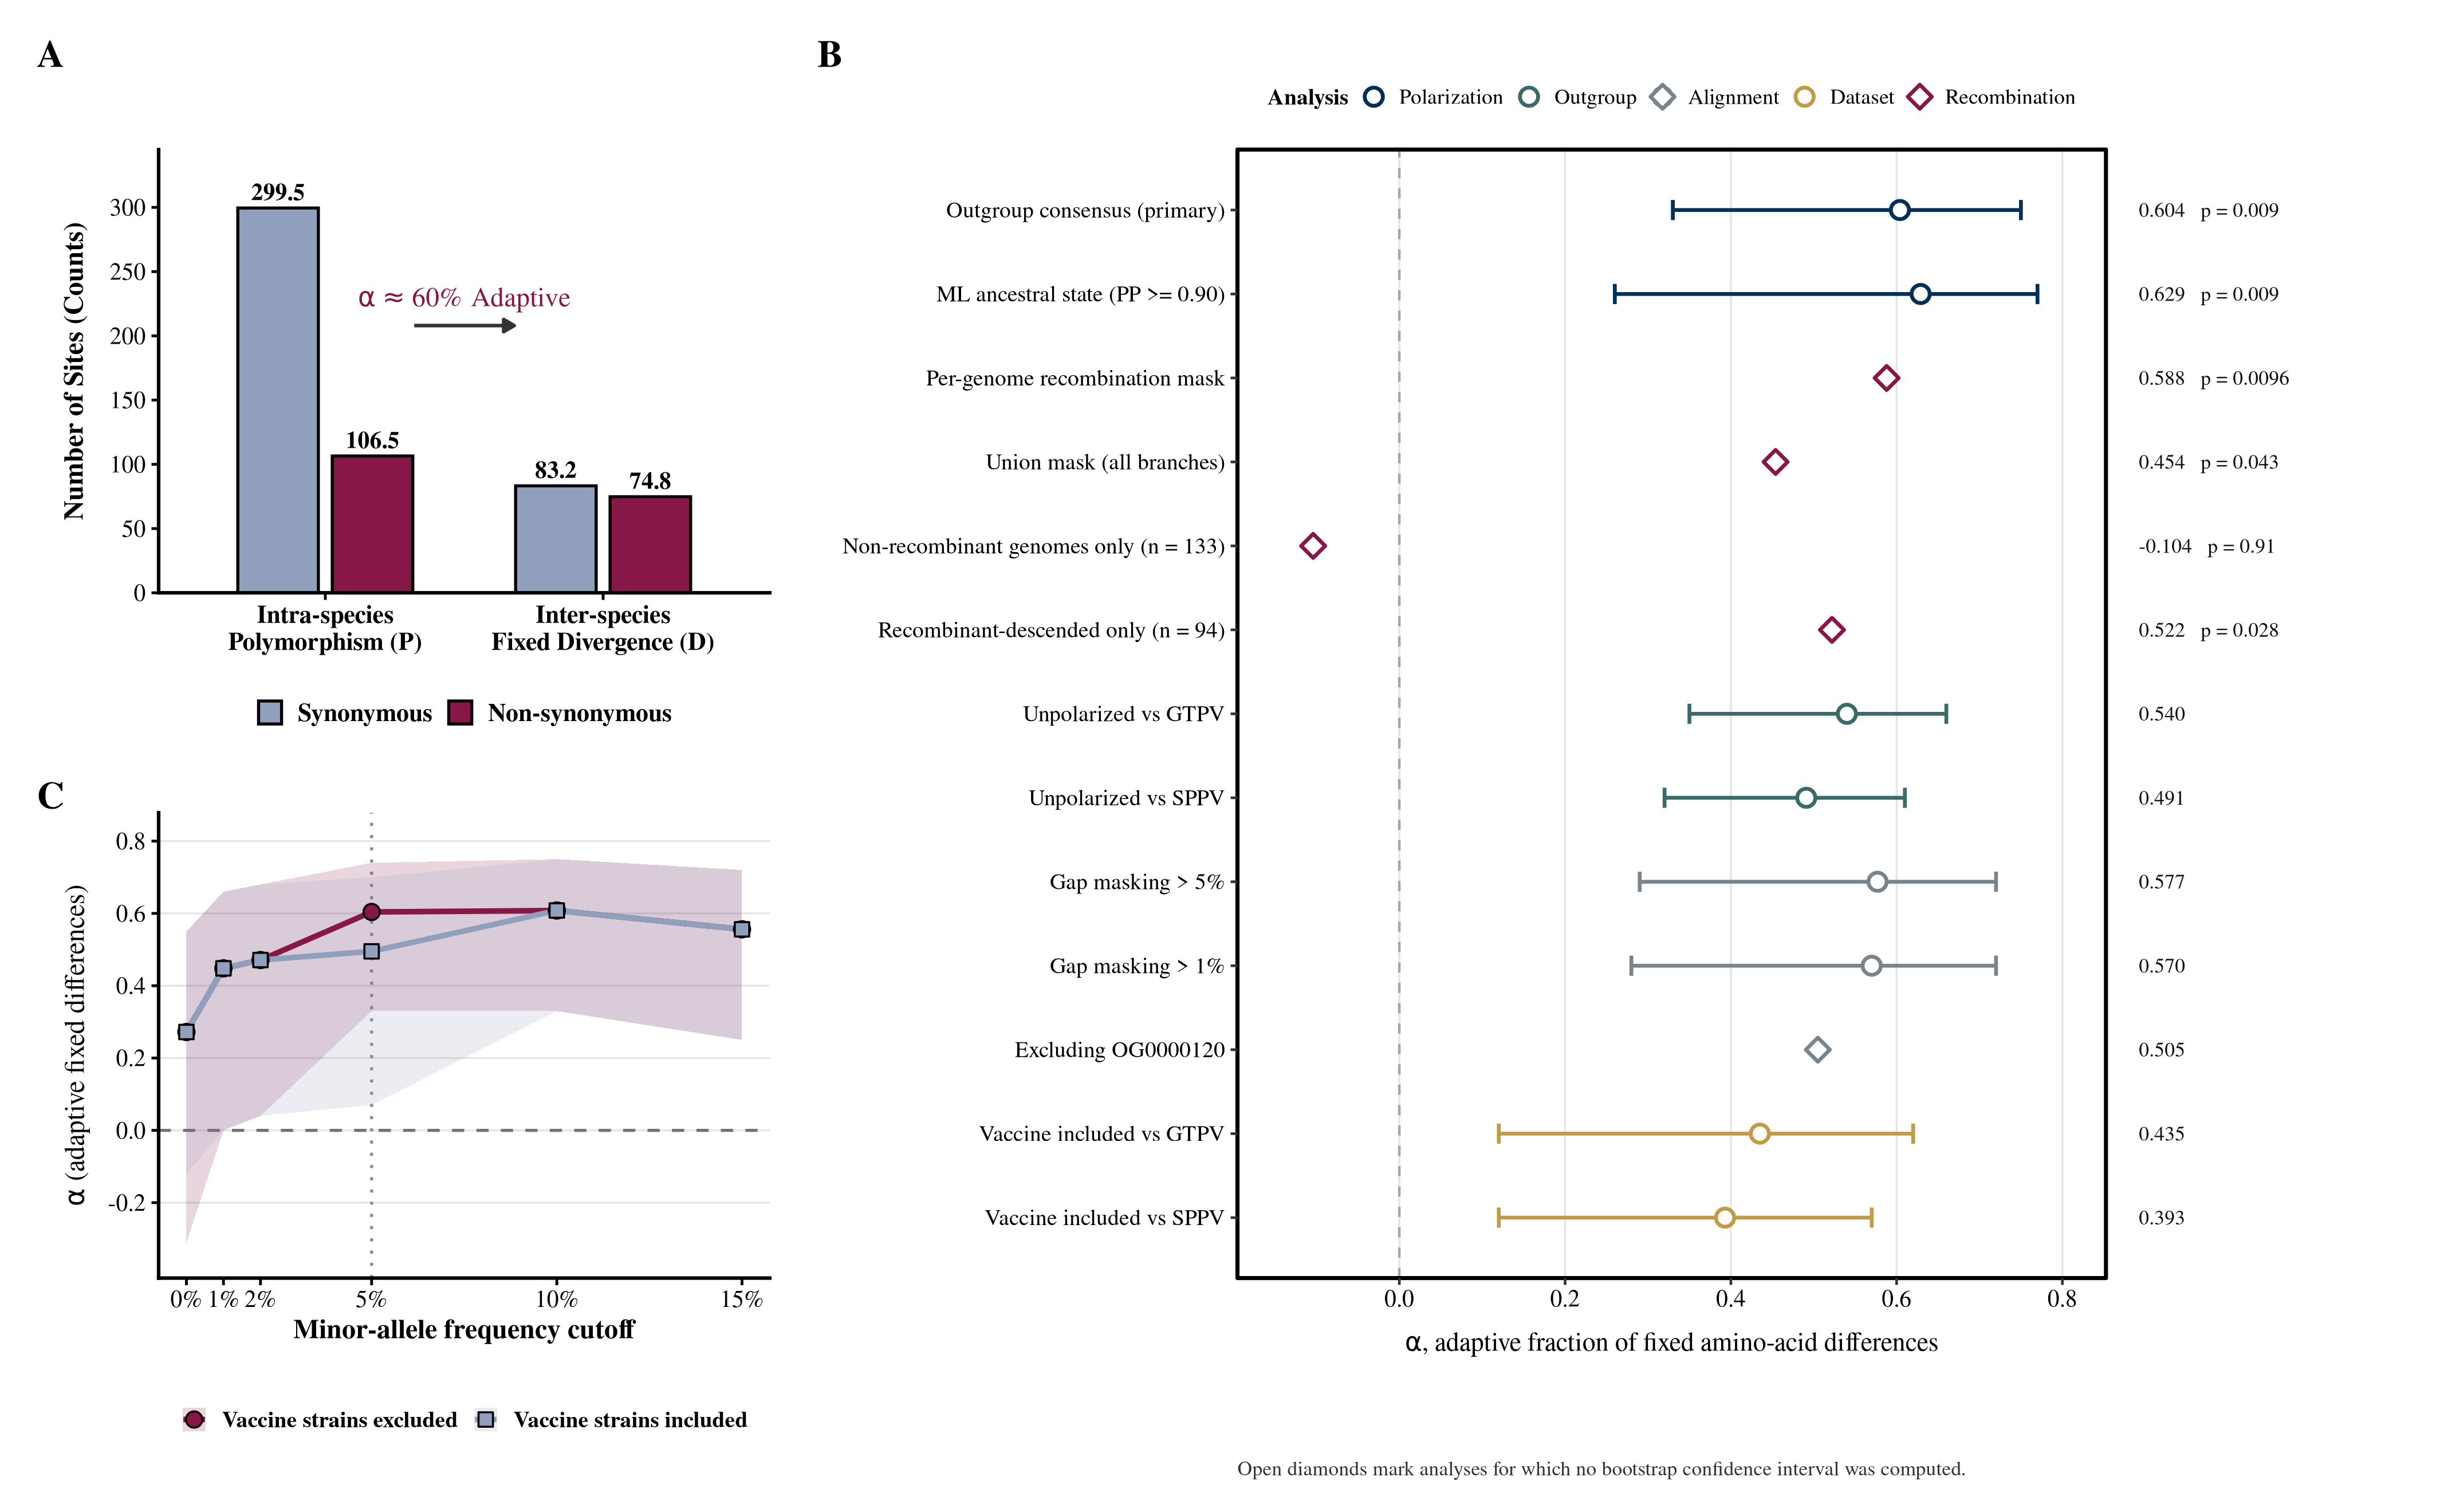 A
Number of Sites (Counts)
300
250
200
150
100
50
0
299.5
106.5
83.2
74.8
α ≈ 60% Adaptive
Intra-species
Polymorphism (P)
Inter-species
Fixed Divergence (D)
Synonymous
Non-synonymous
B
Analysis Polarization Outgroup Alignment Dataset Recombination
Outgroup consensus (primary) 0.604 p = 0.009
ML ancestral state (PP >= 0.90) 0.629 p = 0.009
Per-genome recombination mask 0.588 p = 0.0096
Union mask (all branches) 0.454 p = 0.043
Non-recombinant genomes only (n = 133) -0.104 p = 0.91
Recombinant-descended only (n = 94) 0.522 p = 0.028
Unpolarized vs GTPV 0.540
Unpolarized vs SPPV 0.491
Gap masking > 5% 0.577
Gap masking > 1% 0.570
Excluding OG0000120 0.505
Vaccine included vs GTPV 0.435
Vaccine included vs SPPV 0.393
0.0 0.2 0.4 0.6 0.8
α, adaptive fraction of fixed amino-acid differences
Open diamonds mark analyses for which no bootstrap confidence interval was computed.
C
α (adaptive fixed differences)
0.8
0.6
0.4
0.2
0.0
-0.2
0% 1% 2% 5% 10% 15%
Minor-allele frequency cutoff
Vaccine strains excluded
Vaccine strains included